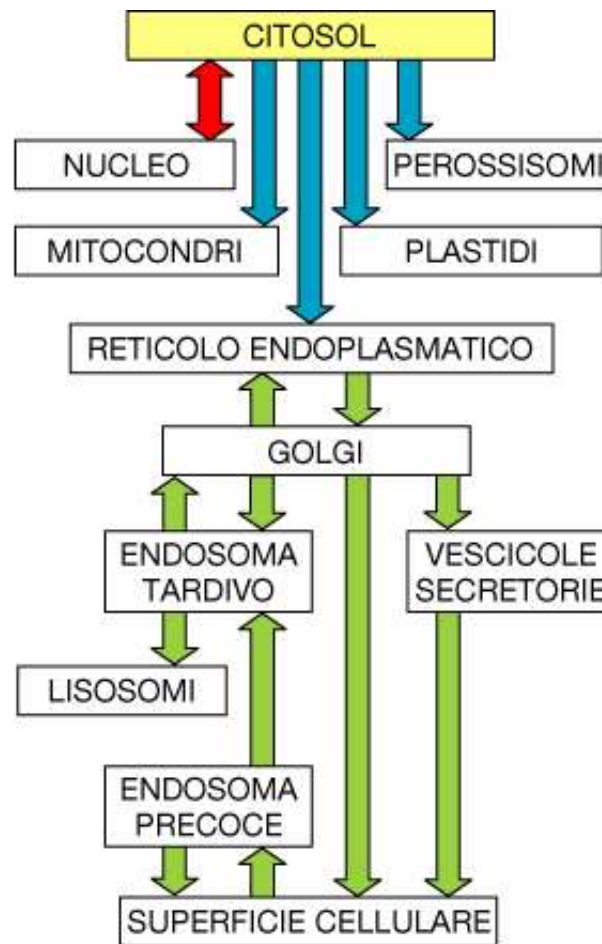 CITOSOL
NUCLEO
PEROSSISOMI
MITOCONDRI
PLASTIDI
RETICOLO ENDOPLASMATICO
GOLGI
ENDOSOMA
TARDIVO
VESCICOLE
SECRETORIE
LISOSOMI
ENDOSOMA
PRECOCE
SUPERFICIE CELLULARE